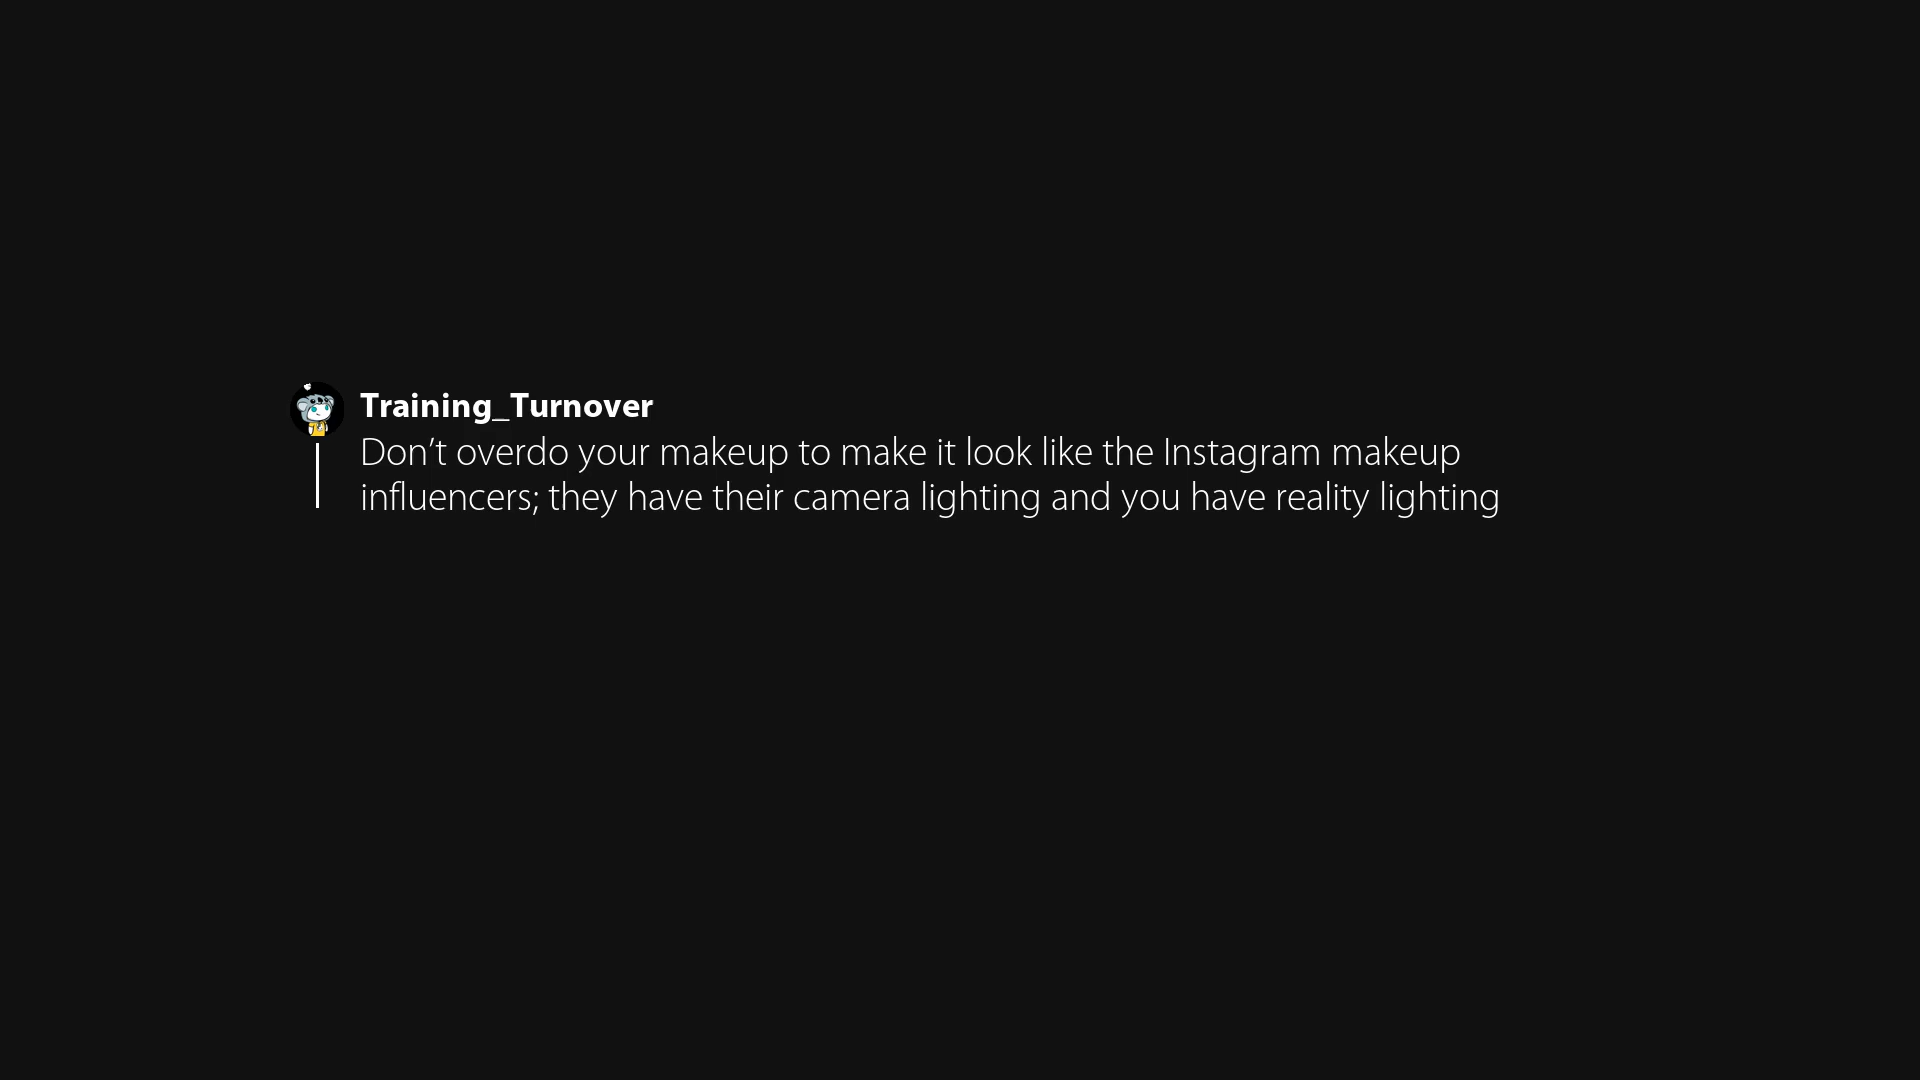 Training_Turnover
Don’t overdo your makeup to make it look like the Instagram makeup
influencers; they have their camera lighting and you have reality lighting